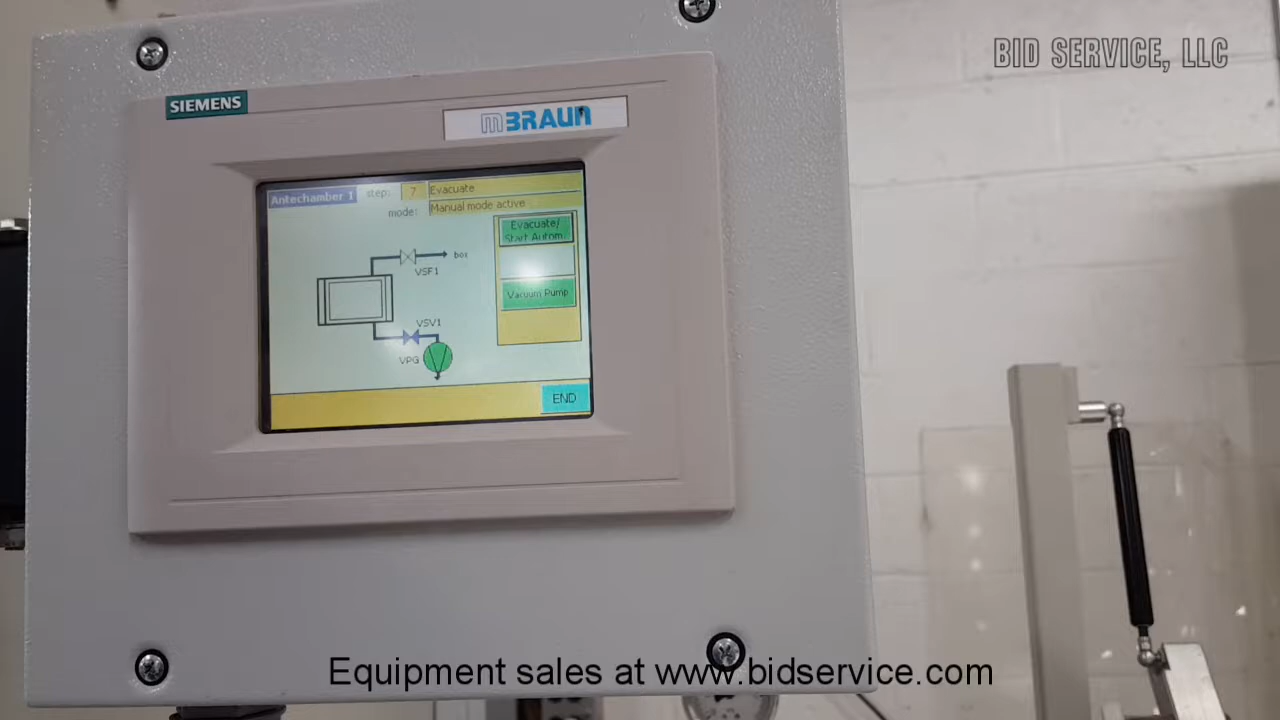 BID SERVICE, LLC
SIEMENS
mBRAUN
Antechamber 1 step: 7 Evacuate
mode: Manual mode active
Evacuate/
Start Autom.
box
VSF1
Vacuum Pump
VSV1
VPG
END
Equipment sales at www.bidservice.com